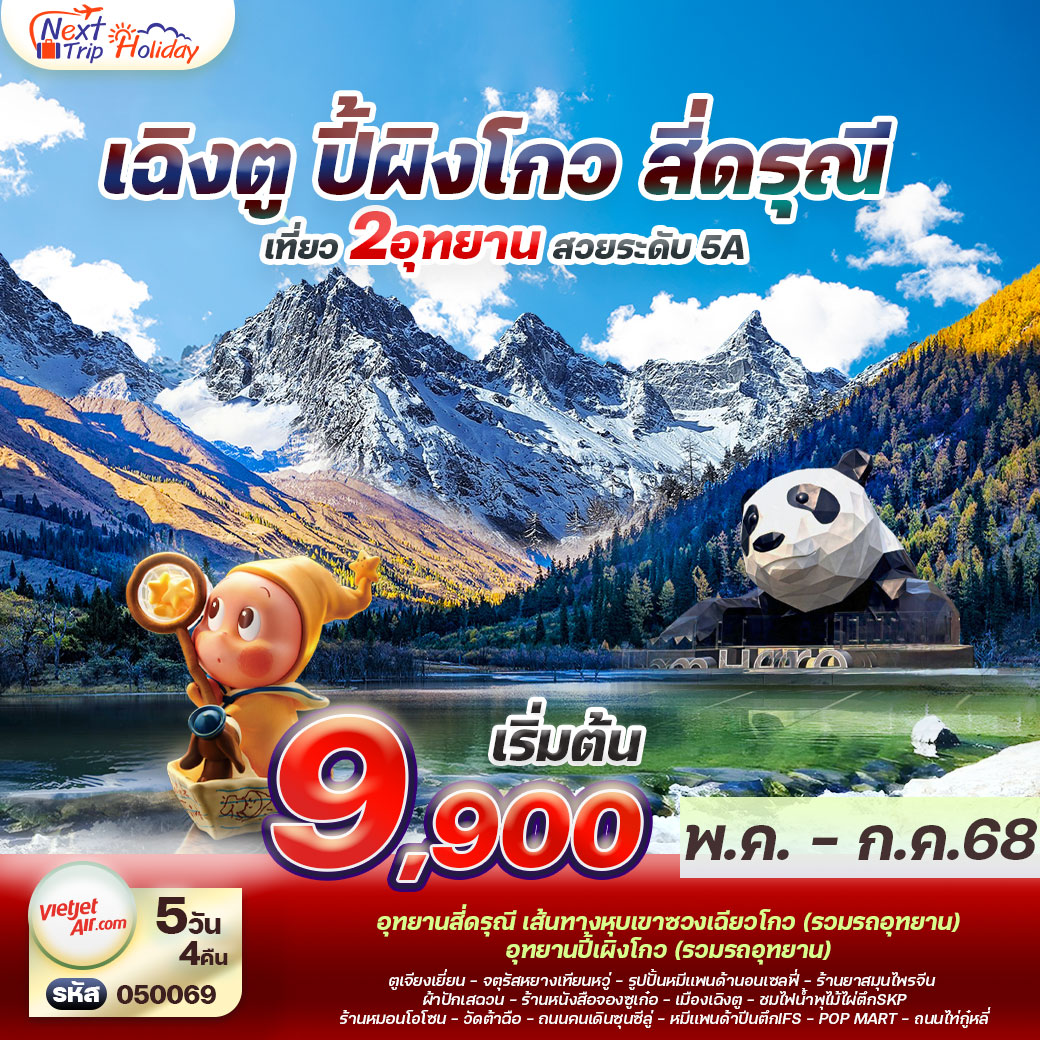 Next
Trip Holiday
เฉิงตู ปี้ผิงโกว สี่ดรุณี
เที่ยว 2อุทยาน สวยระดับ 5A
เริ่มต้น
9,900
พ.ค. - ก.ค.68
vietjet
Air.com
5วัน
4คืน
รหัส 050069
อุทยานสี่ดรุณี เส้นทางหุบเขาซวงเฉียวโกว (รวมรถอุทยาน)
อุทยานปี้เผิงโกว (รวมรถอุทยาน)
ตูเจียงเยี่ยน - จตุรัสหยางเทียนหวู่ - รูปปั้นหมีแพนด้านอนเซลฟี่ - ร้านยาสมุนไพรจีน
ผ้าปักเสฉวน - ร้านหนังสือจองซูเก๋อ - เมืองเฉิงตู - ชมไฟน้ำพุไม้ไผ่ตึกSKP
ร้านหมอนโอโซน - วัดต้าฉือ - ถนนคนเดินชุนซีลู่ - หมีแพนด้าปีนตึกIFS - POP MART - ถนนไท่กู๋หลี่